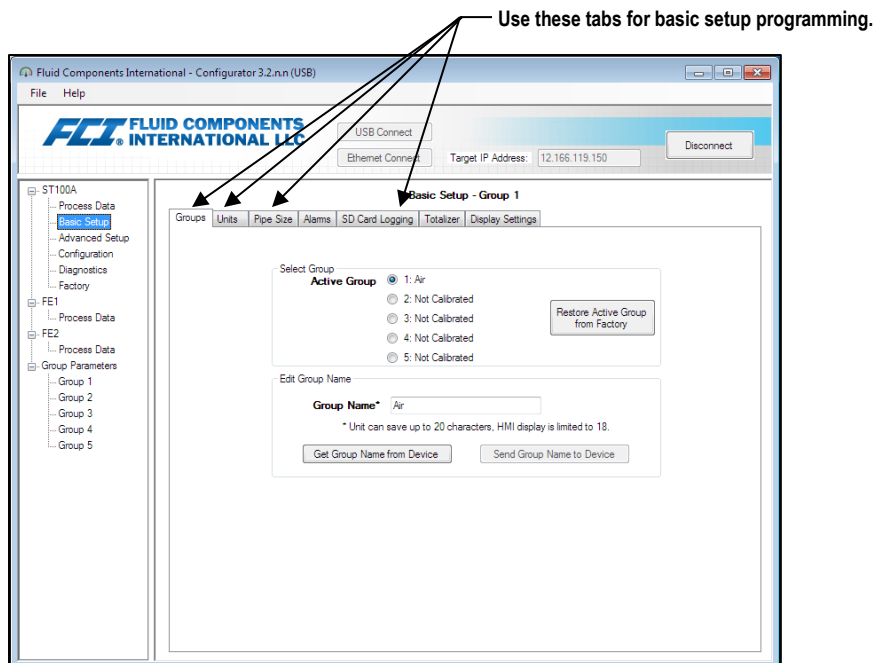 Use these tabs for basic setup programming.
Fluid Components International - Configurator 3.2.n.n (USB)
File Help
FCI® FLUID COMPONENTS
INTERNATIONAL LLC
USB Connect
Ethernet Connect Target IP Address: 12.166.119.150
Disconnect
ST100A
Process Data
Basic Setup
Advanced Setup
Configuration
Diagnostics
Factory
FE1
Process Data
FE2
Process Data
Group Parameters
Group 1
Group 2
Group 3
Group 4
Group 5
Basic Setup - Group 1
Groups Units Pipe Size Alarms SD Card Logging Totalizer Display Settings
Select Group
Active Group 1: Air
2: Not Calibrated
3: Not Calibrated
4: Not Calibrated
5: Not Calibrated
Restore Active Group
from Factory
Edit Group Name
Group Name* Air
* Unit can save up to 20 characters, HMI display is limited to 18.
Get Group Name from Device Send Group Name to Device